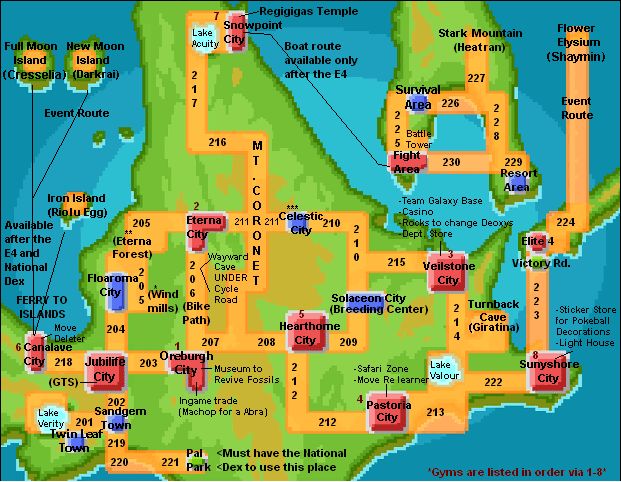 Regigigas Temple
7
Snowpoint
City
Lake
Acuity
Full Moon
Island
(Cresselia)
New Moon
Island
(Darkrai)
Boat route
available only
after the E4
Stark Mountain
(Heatran)
Flower
Elysium
(Shaymin)
227
217
Event Route
Survival
Area
226
225
228
Event
Route
Battle
Tower
216
MT. CORONET
Fight
Area
230
229
Resort
Area
Iron Island
(Riolu Egg)
-Team Galaxy Base
-Casino
-Rocks to change Deoxys
-Dept. Store
2
***
205
Eterna
City
211
211
Celestic
City
210
224
Available
after the
E4 and
National
Dex
**
(Eterna
Forest)
Elite 4
Victory Rd.
Wayward
Cave
UNDER
Cycle
Road
210
215
3
Veilstone
City
Floaroma
City
205
*
(Wind
mills)
206
(Bike
Path)
Solaceon City
(Breeding Center)
Turnback
Cave
(Giratina)
223
-Sticker Store
for Pokeball
Decorations
-Light House
FERRY TO
ISLANDS
Move
Deleter
204
207
208
5
Hearthome
City
209
214
6
Canalave
City
218
Jubilife
City
203
1
Oreburgh
City
Museum to
Revive Fossils
-Safari Zone
-Move Re learner
Lake
Valour
222
8
Sunyshore
City
(GTS)
212
Ingame trade
(Machop for a Abra)
4
Pastoria
City
213
202
Lake
Verity
201
Sandgem
Town
212
Twin Leaf
Town
219
220
221
Pal
Park
<Must have the National
<Dex to use this place
*Gyms are listed in order via 1-8*